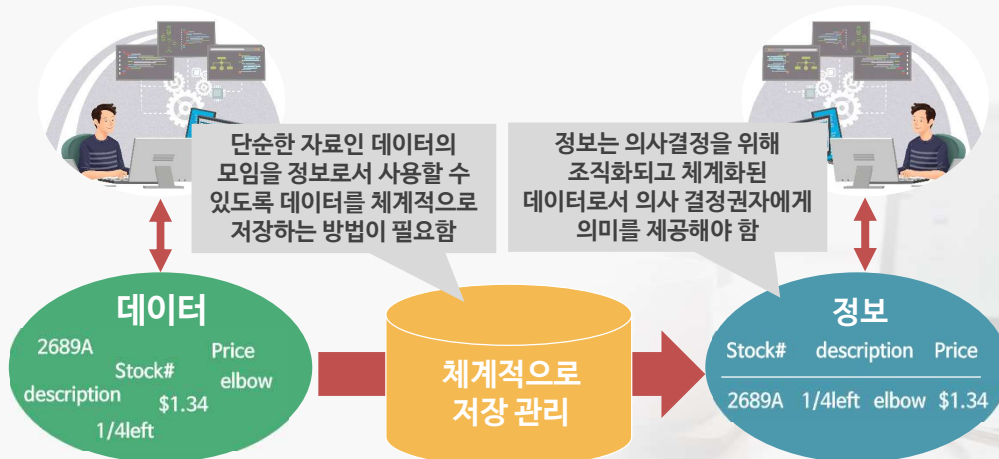 단순한 자료인 데이터의
모임을 정보로서 사용할 수
있도록 데이터를 체계적으로
저장하는 방법이 필요함
정보는 의사결정을 위해
조직화되고 체계화된
데이터로서 의사 결정권자에게
의미를 제공해야 함
데이터
2689A
Price
Stock#
elbow
description
$1.34
1/4left
체계적으로
저장 관리
정보
Stock# description Price
2689A 1/4left elbow $1.34